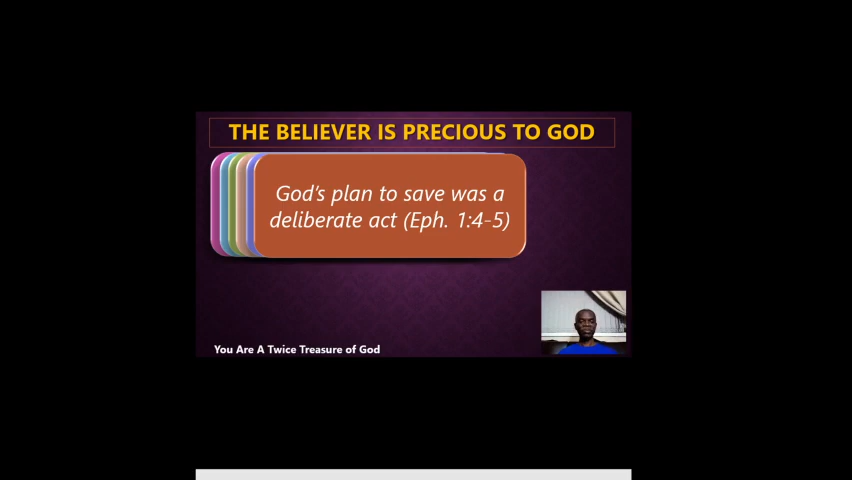 THE BELIEVER IS PRECIOUS TO GOD
God's plan to save was a
deliberate act (Eph. 1:4-5)
You Are A Twice Treasure of God